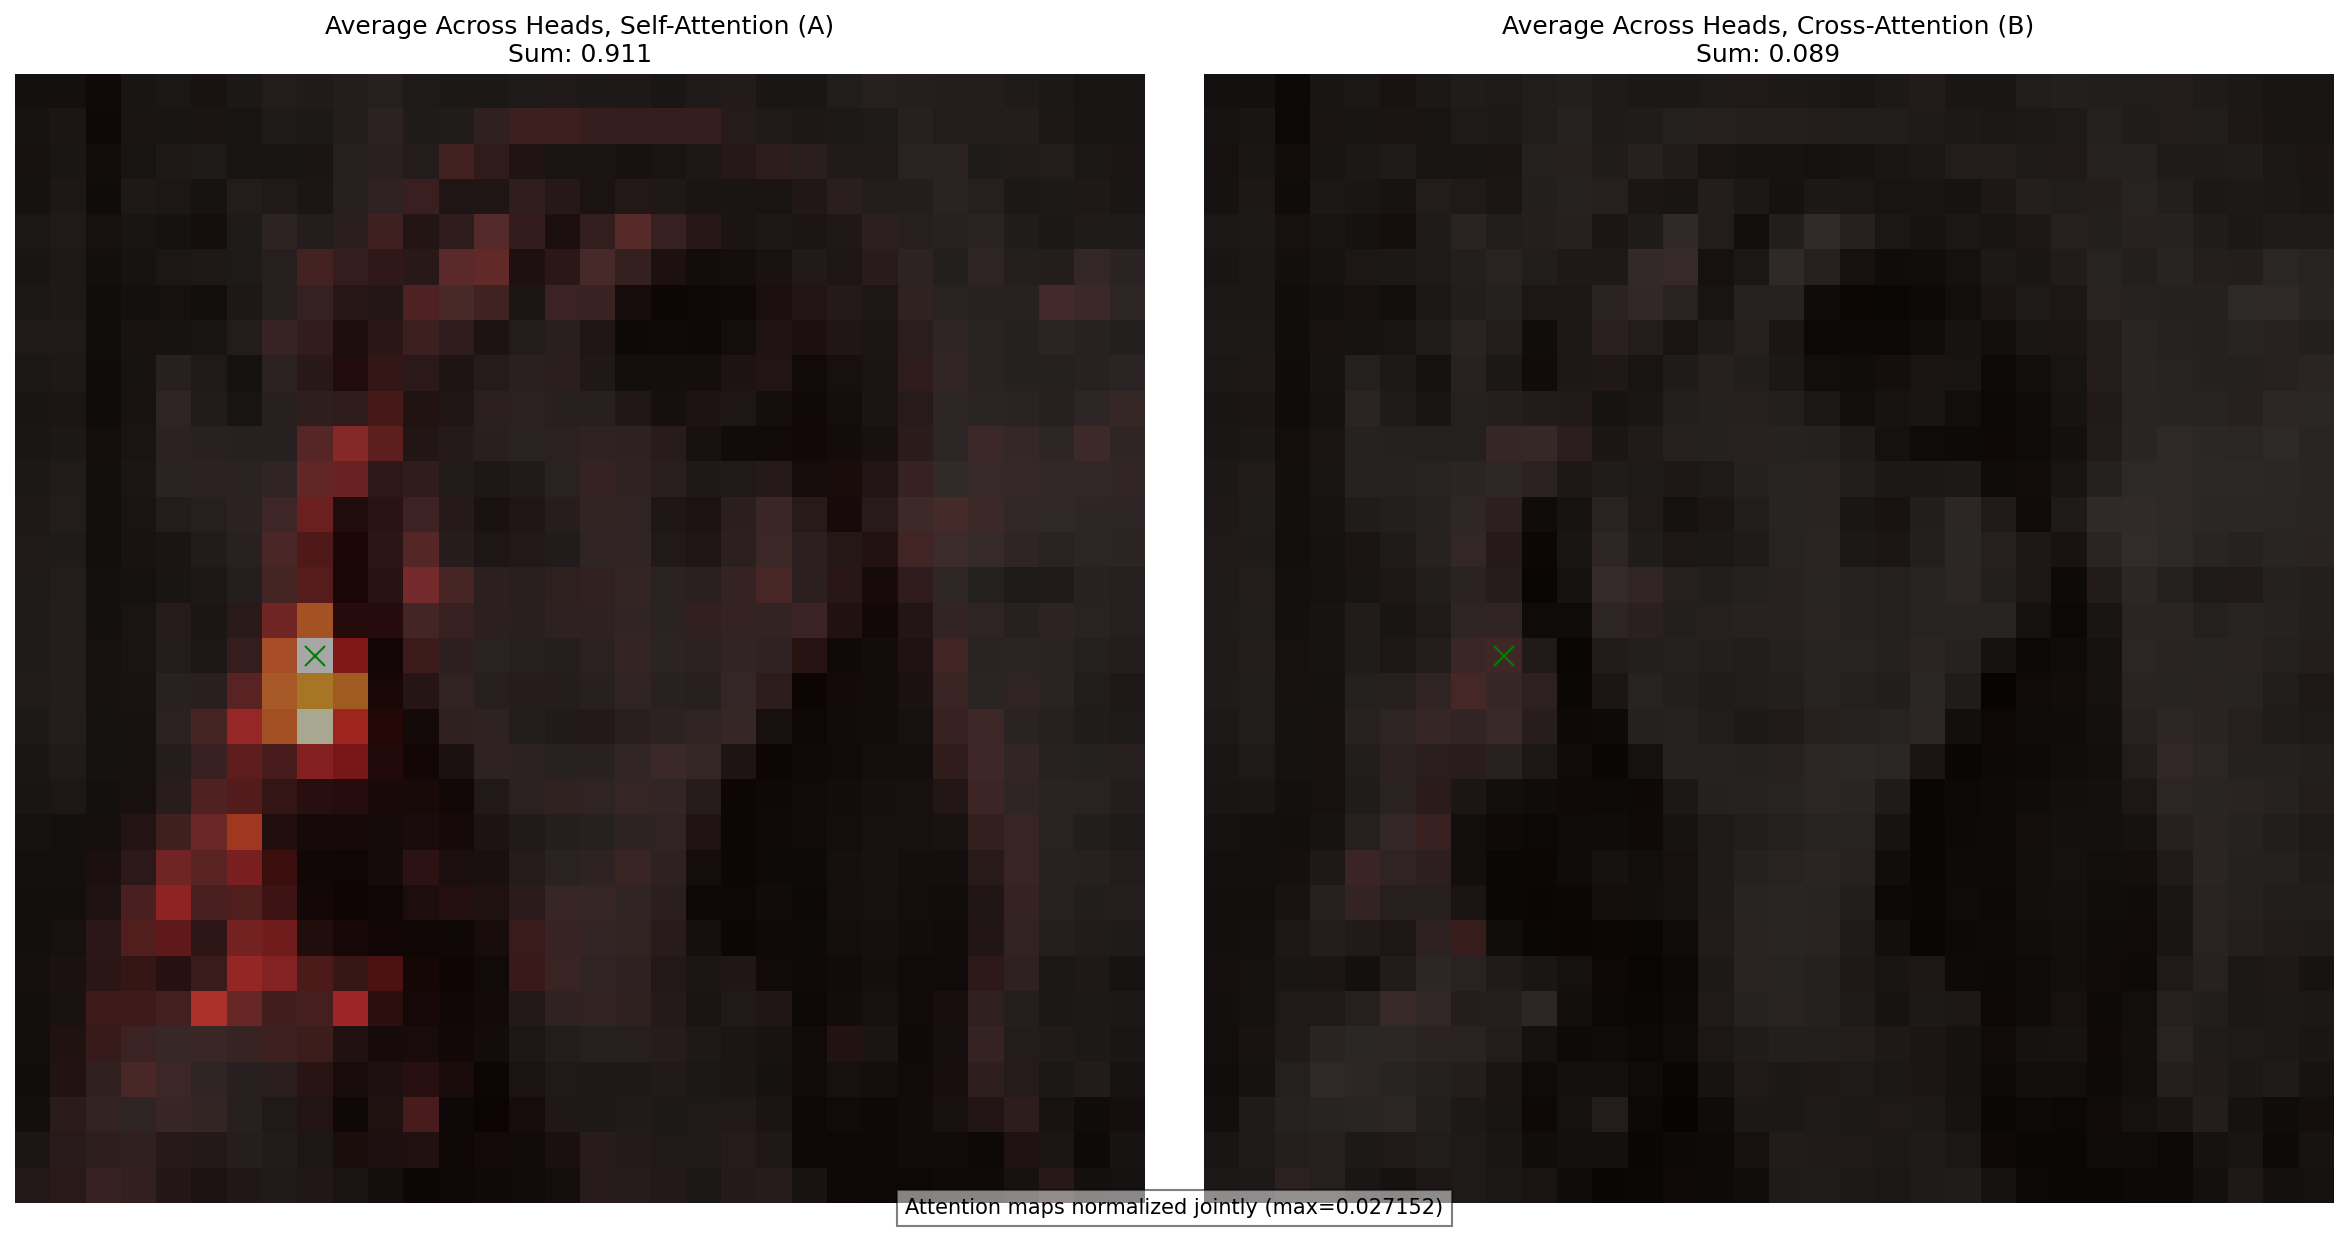 Average Across Heads, Self-Attention (A)
Sum: 0.911
Average Across Heads, Cross-Attention (B)
Sum: 0.089
Attention maps normalized jointly (max=0.027152)